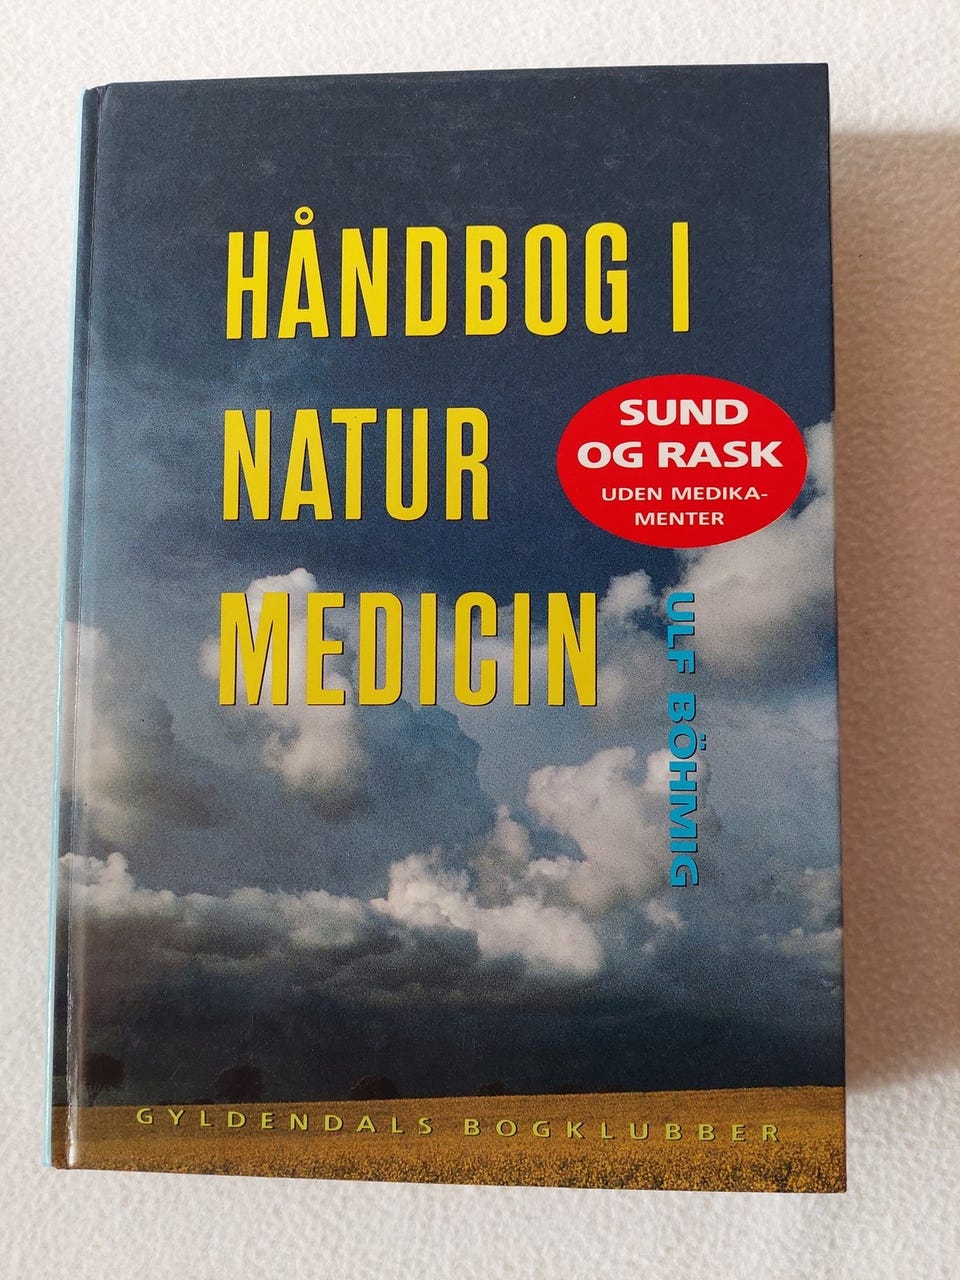 HÅNDBOG I
NATUR
MEDICIN
SUND
OG RASK
UDEN MEDIKA-
MENTER
ULF BÖHMIG
GYLDENDALS BOGKLUBBER